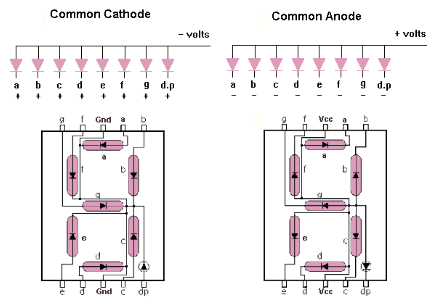 Common Cathode
– volts
a b c d e f g d.p
+ + + + + + + +
g f Gnd a b
a
f b
g
e c
d
e d Gnd c dp
Common Anode
+ volts
a b c d e f g d.p
– – – – – – – –
g f Vcc a b
a
f b
g
e c
d
e d Vcc c dp